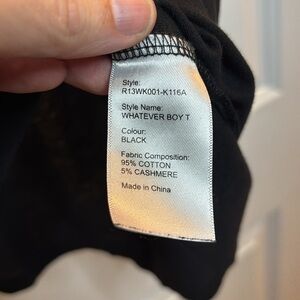 Style:
R13WK001-K116A
Style Name:
WHATEVER BOY T
Colour:
BLACK
Fabric Composition:
95% COTTON
5% CASHMERE
Made in China